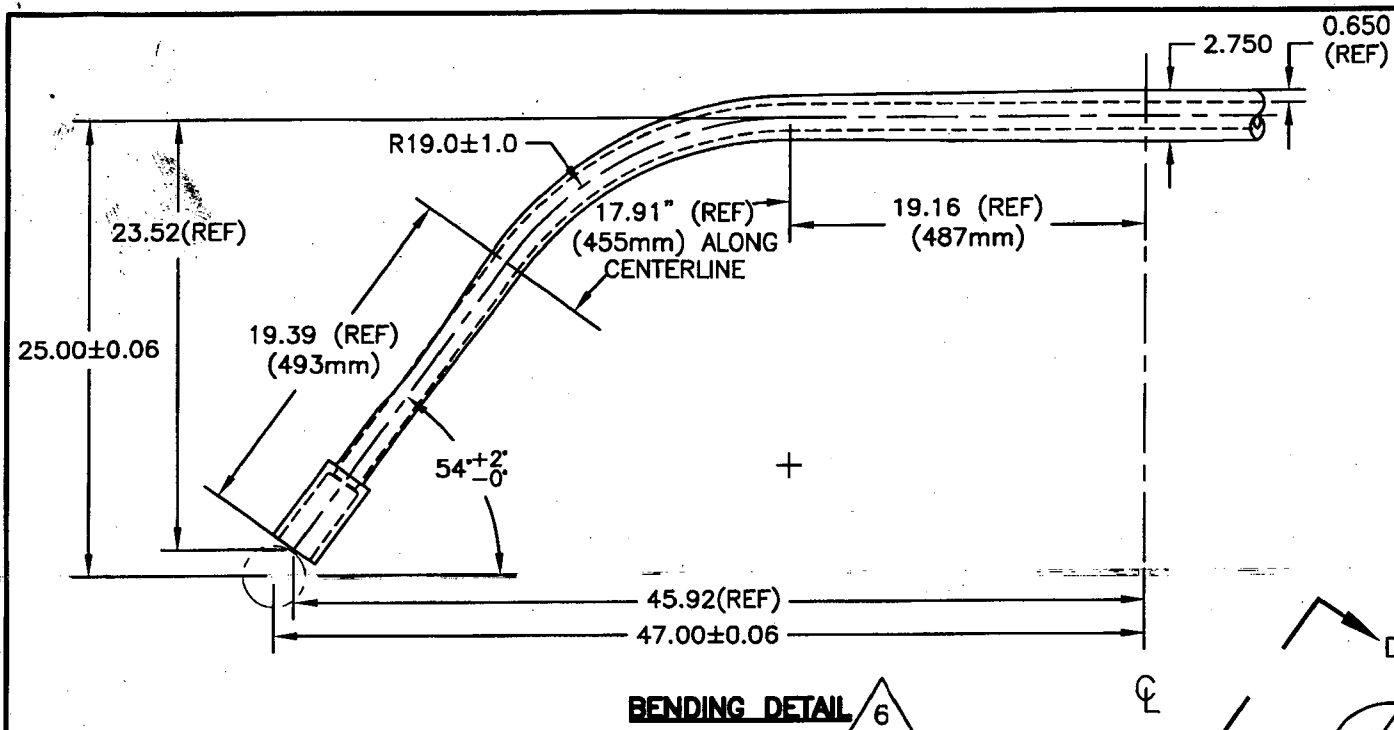 2.750
0.650
(REF)
R19.0±1.0
23.52(REF)
17.91" (REF)
(455mm) ALONG
CENTERLINE
19.16 (REF)
(487mm)
25.00±0.06
19.39 (REF)
(493mm)
54°+2°
-0°
45.92(REF)
47.00±0.06
D
BENDING DETAIL 6
℄